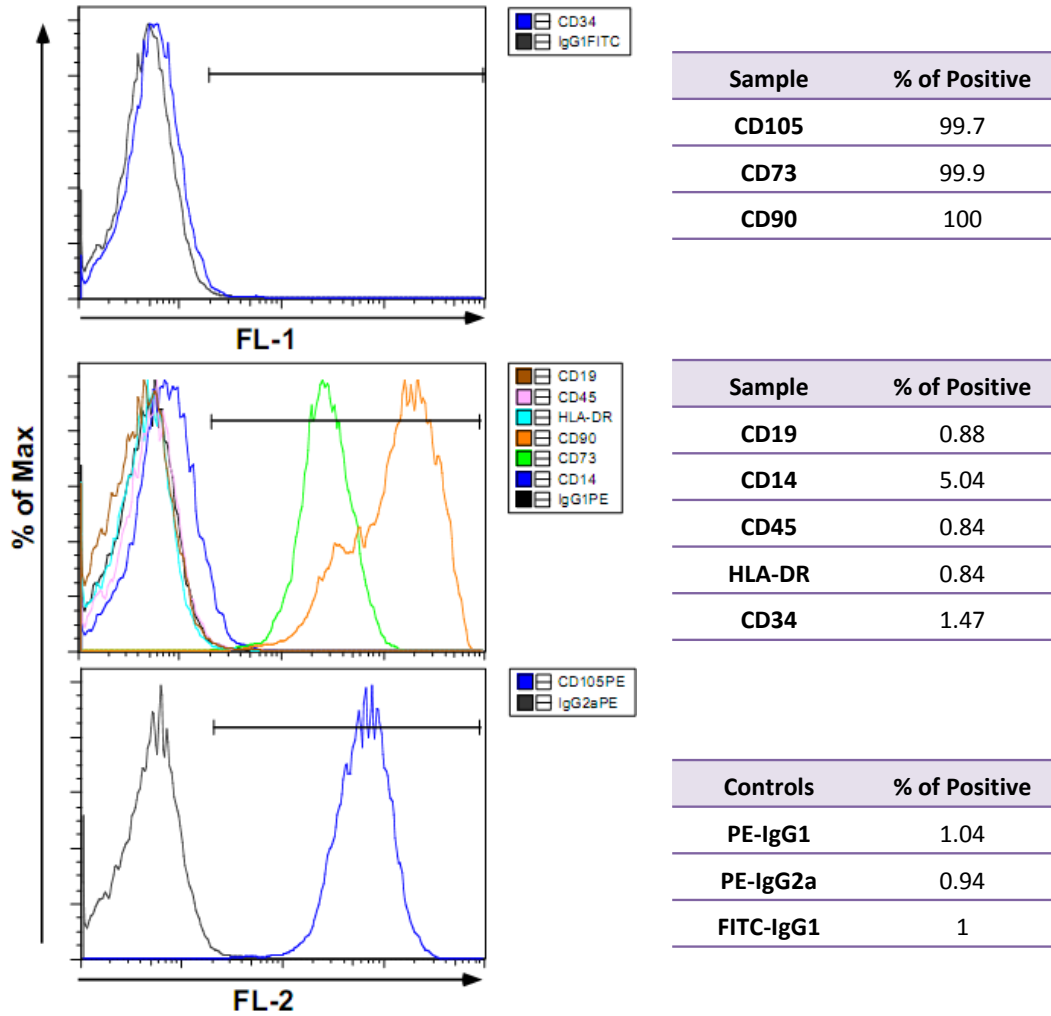 CD34
IgG1FITC
FL-1
Sample % of Positive
CD105 99.7
CD73 99.9
CD90 100
% of Max
CD19
CD45
HLA-DR
CD90
CD73
CD14
IgG1PE
Sample % of Positive
CD19 0.88
CD14 5.04
CD45 0.84
HLA-DR 0.84
CD34 1.47
CD105PE
IgG2aPE
FL-2
Controls % of Positive
PE-IgG1 1.04
PE-IgG2a 0.94
FITC-IgG1 1